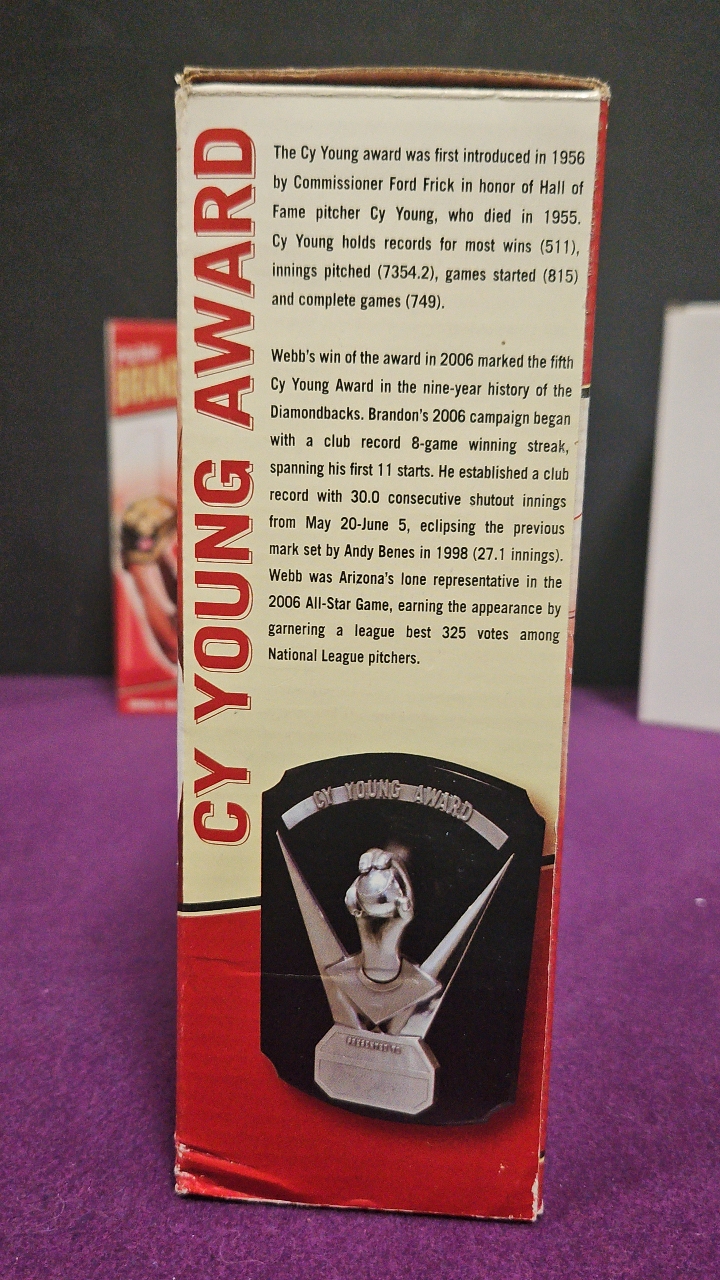 CY YOUNG AWARD
The Cy Young award was first introduced in 1956
by Commissioner Ford Frick in honor of Hall of
Fame pitcher Cy Young, who died in 1955.
Cy Young holds records for most wins (511),
innings pitched (7354.2), games started (815)
and complete games (749).
Webb's win of the award in 2006 marked the fifth
Cy Young Award in the nine-year history of the
Diamondbacks. Brandon's 2006 campaign began
with a club record 8-game winning streak,
spanning his first 11 starts. He established a club
record with 30.0 consecutive shutout innings
from May 20-June 5, eclipsing the previous
mark set by Andy Benes in 1998 (27.1 innings).
Webb was Arizona's lone representative in the
2006 All-Star Game, earning the appearance by
garnering a league best 325 votes among
National League pitchers.
CY YOUNG AWARD
PRESENTED TO
BRAN